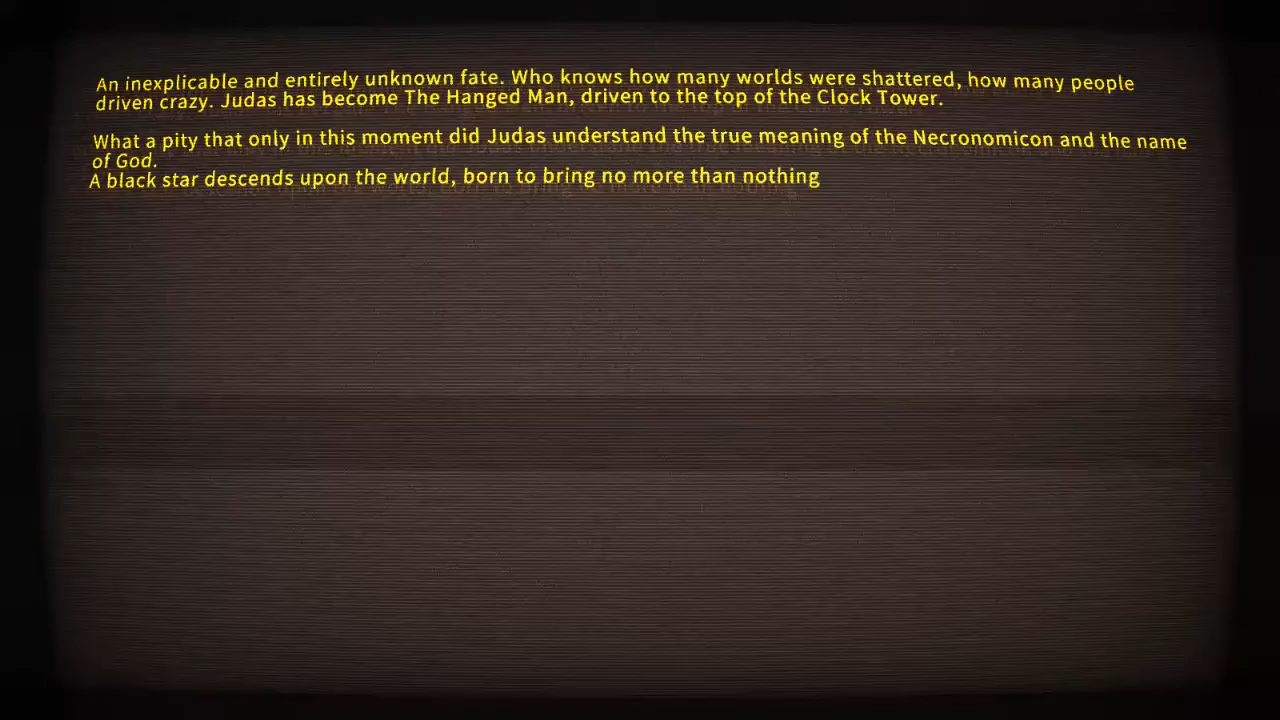 An inexplicable and entirely unknown fate. Who knows how many worlds were shattered, how many people
driven crazy. Judas has become The Hanged Man, driven to the top of the Clock Tower.
What a pity that only in this moment did Judas understand the true meaning of the Necronomicon and the name
of God.
A black star descends upon the world, born to bring no more than nothing